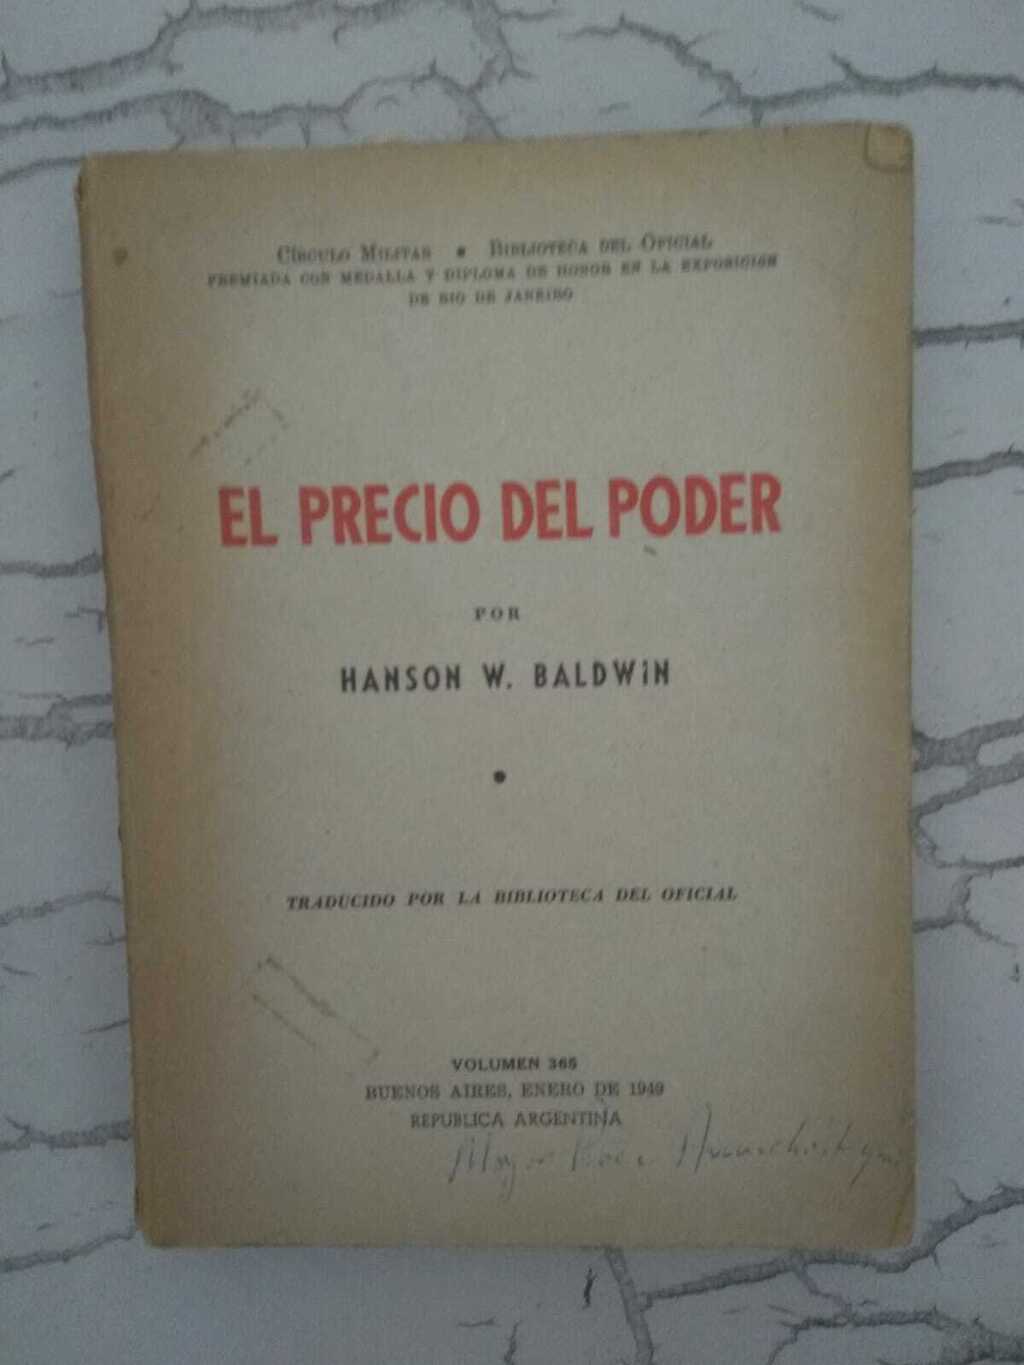 CÍRCULO MILITAR • BIBLIOTECA DEL OFICIAL
PREMIADA CON MEDALLA Y DIPLOMA DE HONOR EN LA EXPOSICIÓN
DE RIO DE JANEIRO
EL PRECIO DEL PODER
POR
HANSON W. BALDWiN
TRADUCIDO POR LA BIBLIOTECA DEL OFICIAL
VOLUMEN 365
BUENOS AIRES, ENERO DE 1949
REPUBLICA ARGENTINA
Mayor